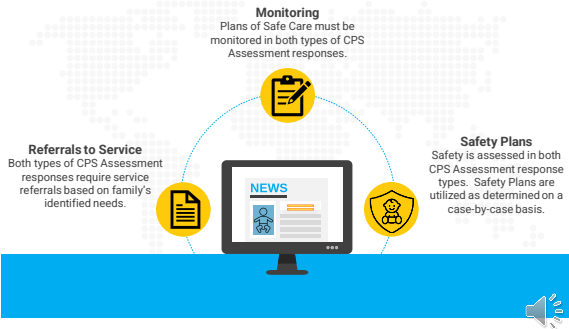 Monitoring
Plans of Safe Care must be
monitored in both types of CPS
Assessment responses.
Referrals to Service
Both types of CPS Assessment
responses require service
referrals based on family's
identified needs.
Safety Plans
Safety is assessed in both
CPS Assessment response
types. Safety Plans are
utilized as determined on a
case-by-case basis.
NEWS